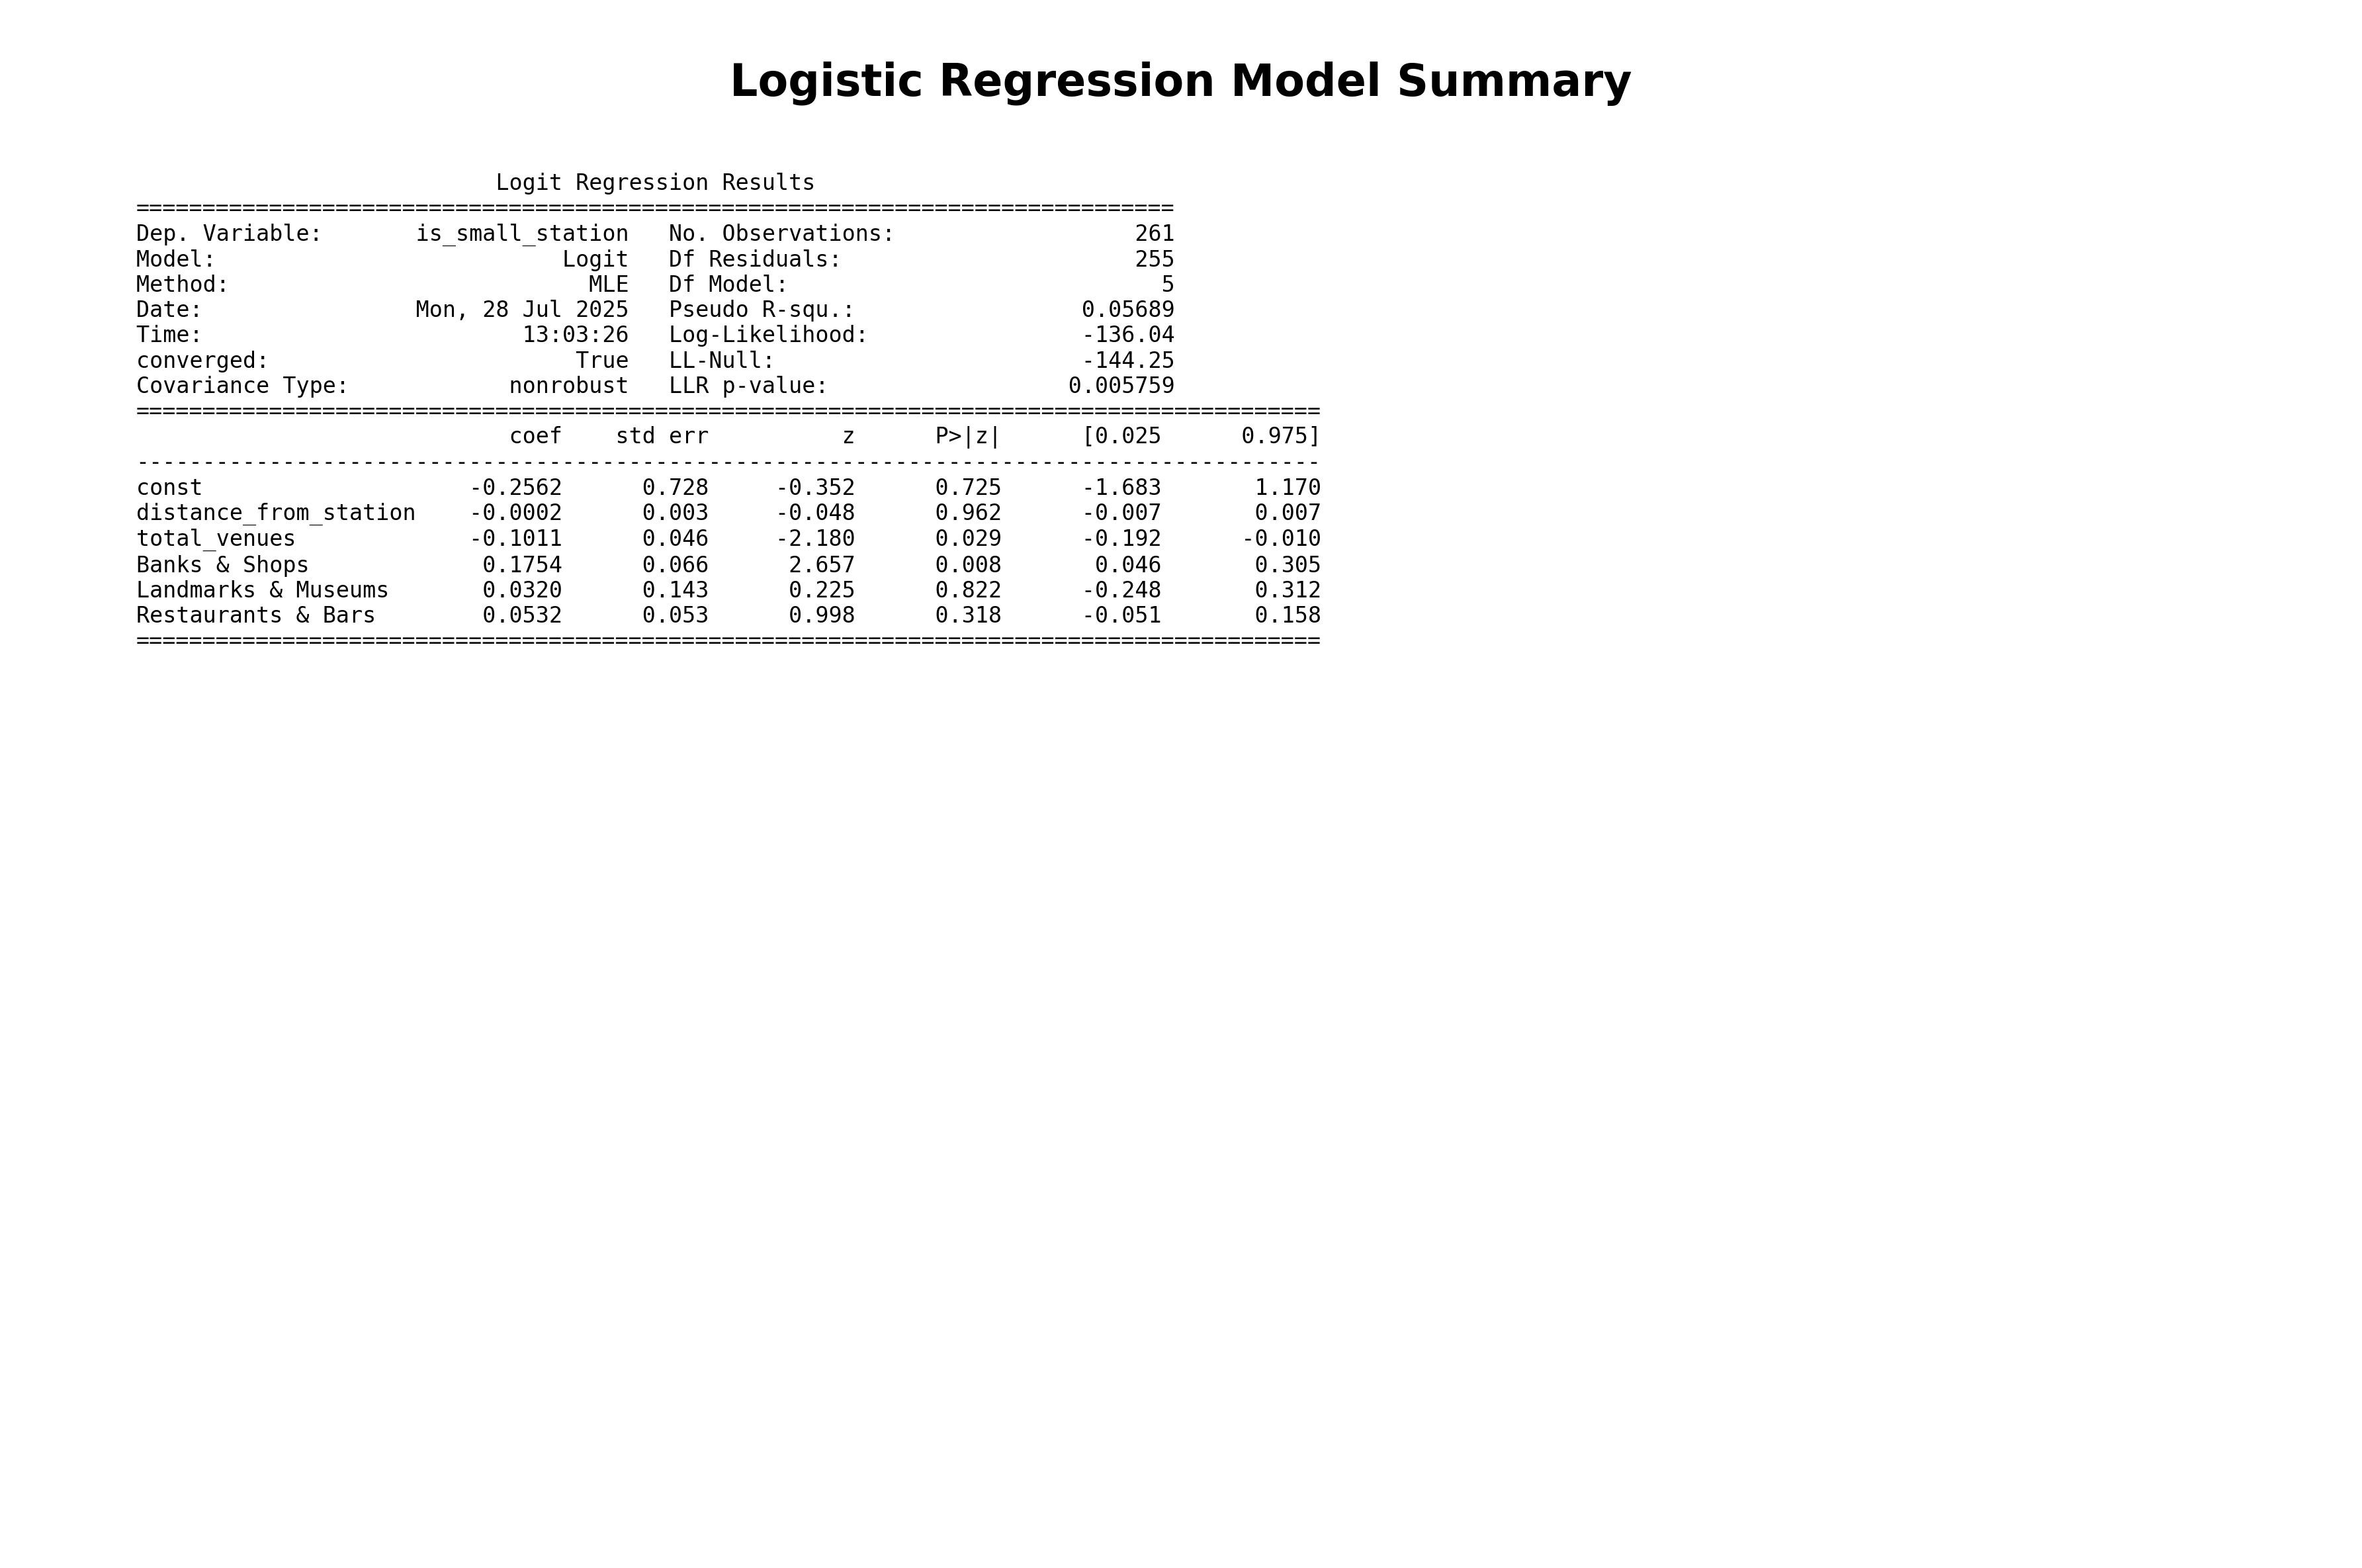 Logistic Regression Model Summary
                           Logit Regression Results
==============================================================================
Dep. Variable:       is_small_station   No. Observations:                  261
Model:                          Logit   Df Residuals:                      255
Method:                           MLE   Df Model:                            5
Date:                Mon, 28 Jul 2025   Pseudo R-squ.:                 0.05689
Time:                        13:03:26   Log-Likelihood:                -136.04
converged:                       True   LL-Null:                       -144.25
Covariance Type:            nonrobust   LLR p-value:                  0.005759
=========================================================================================
                            coef    std err          z      P>|z|      [0.025      0.975]
-----------------------------------------------------------------------------------------
const                    -0.2562      0.728     -0.352      0.725      -1.683       1.170
distance_from_station    -0.0002      0.003     -0.048      0.962      -0.007       0.007
total_venues             -0.1011      0.046     -2.180      0.029      -0.192      -0.010
Banks & Shops             0.1754      0.066      2.657      0.008       0.046       0.305
Landmarks & Museums       0.0320      0.143      0.225      0.822      -0.248       0.312
Restaurants & Bars        0.0532      0.053      0.998      0.318      -0.051       0.158
=========================================================================================